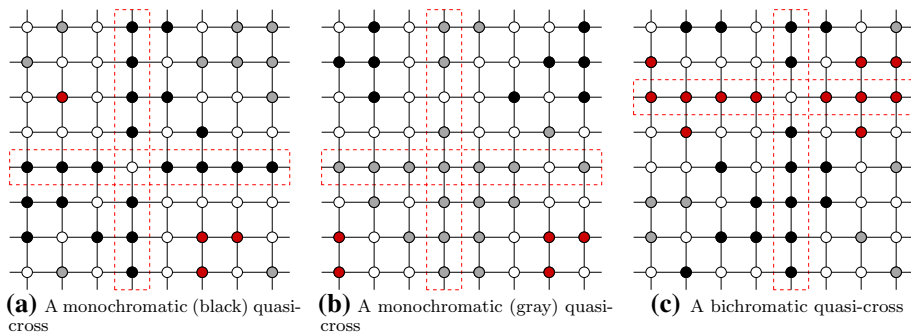 (a) A monochromatic (black) quasi-
cross
(b) A monochromatic (gray) quasi-
cross
(c) A bichromatic quasi-cross